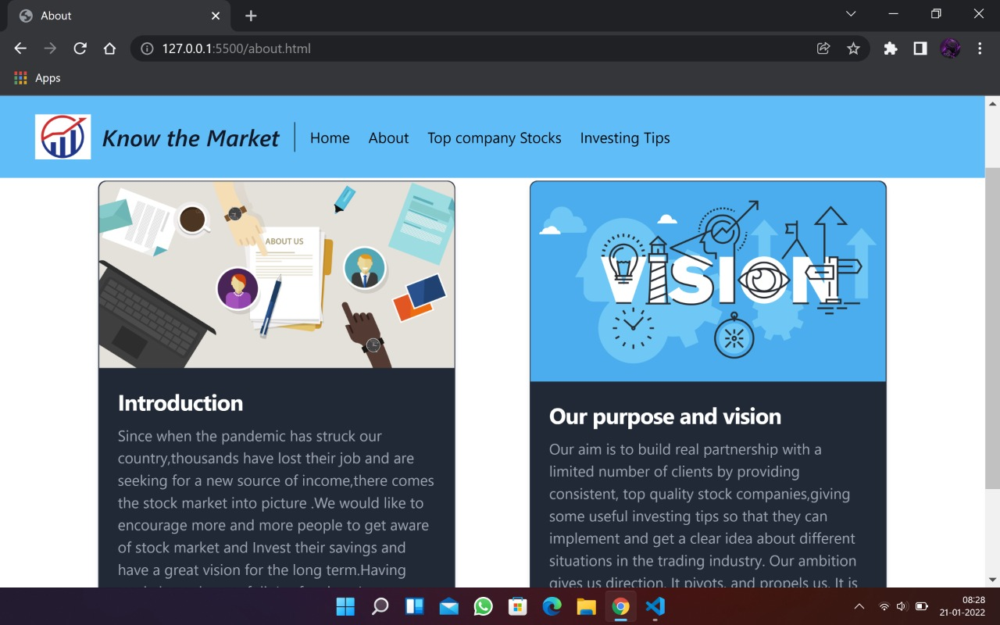 About
127.0.0.1:5500/about.html
Apps
Know the Market
Home About Top company Stocks Investing Tips
ABOUT US
Introduction
Since when the pandemic has struck our
country,thousands have lost their job and are
seeking for a new source of income,there comes
the stock market into picture .We would like to
encourage more and more people to get aware
of stock market and Invest their savings and
have a great vision for the long term.Having
VISION
Our purpose and vision
Our aim is to build real partnership with a
limited number of clients by providing
consistent, top quality stock companies,giving
some useful investing tips so that they can
implement and get a clear idea about different
situations in the trading industry. Our ambition
gives us direction. It pivots, and propels us. It is
08:28
21-01-2022